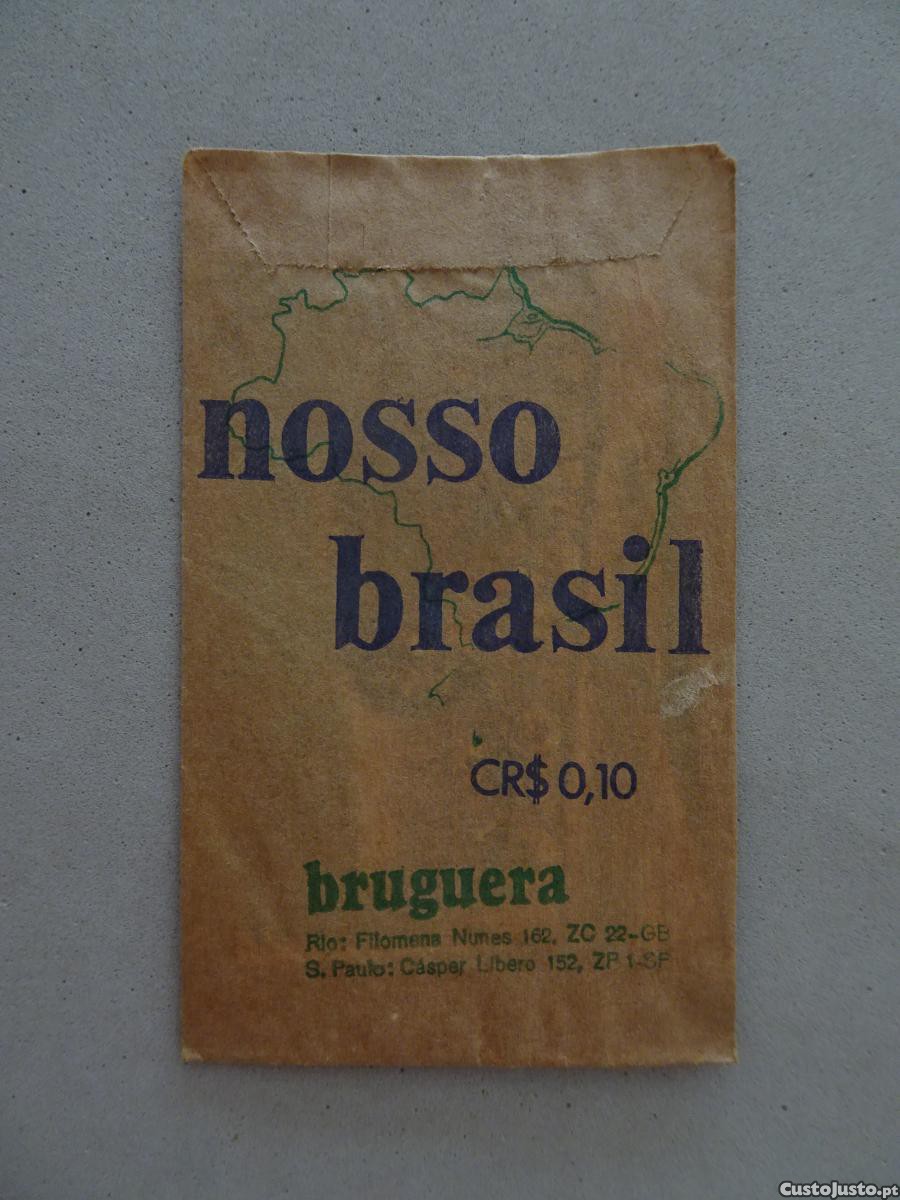 nosso
brasil
CR$ 0,10
bruguera
Rio: Filomena Nunes 162, ZC 22-GB
S. Paulo: Cásper Líbero 152, ZP 1-SP
CustoJusto.pt